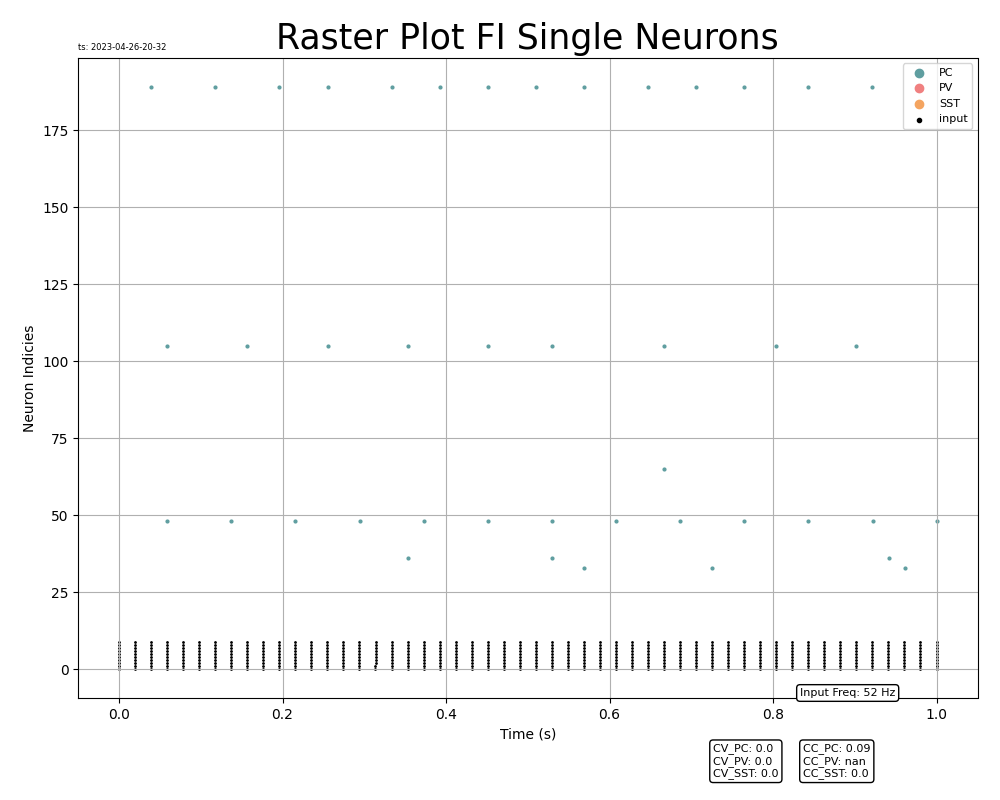 Raster Plot FI Single Neurons
ts: 2023-04-26-20-32
PC
PV
SST
input
175
150
125
100
75
50
25
0
Neuron Indicies
0.0
0.2
0.4
0.6
0.8
1.0
Time (s)
Input Freq: 52 Hz
CV_PC: 0.0
CV_PV: 0.0
CV_SST: 0.0
CC_PC: 0.09
CC_PV: nan
CC_SST: 0.0